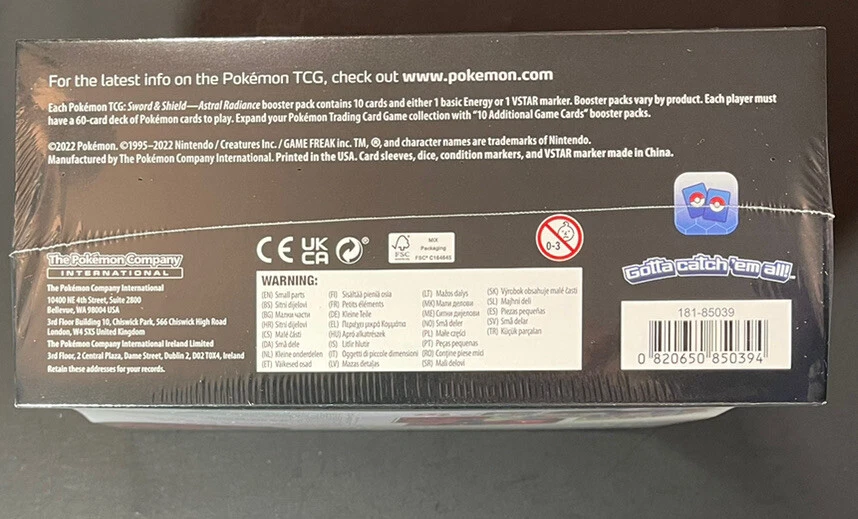 For the latest info on the Pokémon TCG, check out www.pokemon.com
Each Pokémon TCG: Sword & Shield—Astral Radiance booster pack contains 10 cards and either 1 basic Energy or 1 VSTAR marker. Booster packs vary by product. Each player must
have a 60-card deck of Pokémon cards to play. Expand your Pokémon Trading Card Game collection with “10 Additional Game Cards” booster packs.
©2022 Pokémon. ©1995–2022 Nintendo / Creatures Inc. / GAME FREAK inc. TM, ®, and character names are trademarks of Nintendo.
Manufactured by The Pokémon Company International. Printed in the USA. Card sleeves, dice, condition markers, and VSTAR marker made in China.
The Pokémon Company
INTERNATIONAL
The Pokémon Company International
10400 NE 4th Street, Suite 2800
Bellevue, WA 98004 USA
3rd Floor Building 10, Chiswick Park, 566 Chiswick High Road
London, W4 5XS United Kingdom
The Pokémon Company International Ireland Limited
3rd Floor, 2 Central Plaza, Dame Street, Dublin 2, D02 T0X4, Ireland
Retain these addresses for your records.
CE
UK
CA
FSC
MIX
Packaging
0-3
WARNING:
(EN) Small parts
(BS) Sitni dijelovi
(BG) Малки части
(HR) Sitni dijelovi
(KS) Malé části
(DA) Små dele
(NL) Kleine onderdelen
(ET) Väikesed osad
(FI) Sisältää pieniä osia
(FR) Petits éléments
(DE) Kleine Teile
(EL) Περιέχει μικρά Κομμάτια
(HU) Apró alkatrészek
(IS) Litlir hlutir
(IT) Oggetti di piccole dimensioni
(LV) Mazas detaļas
(LT) Mažos dalys
(MK) Мали делови
(ME) Ситни дјелови
(NO) Små deler
(PL) Małe części
(PT) Peças pequenas
(RO) Conține piese mici
(SR) Mali delovi
(SK) Výrobok obsahuje malé časti
(SL) Majhni deli
(ES) Piezas pequeñas
(SV) Små delar
(TR) Küçük parçaları
Gotta catch 'em all!
181-85039
0 820650 850394